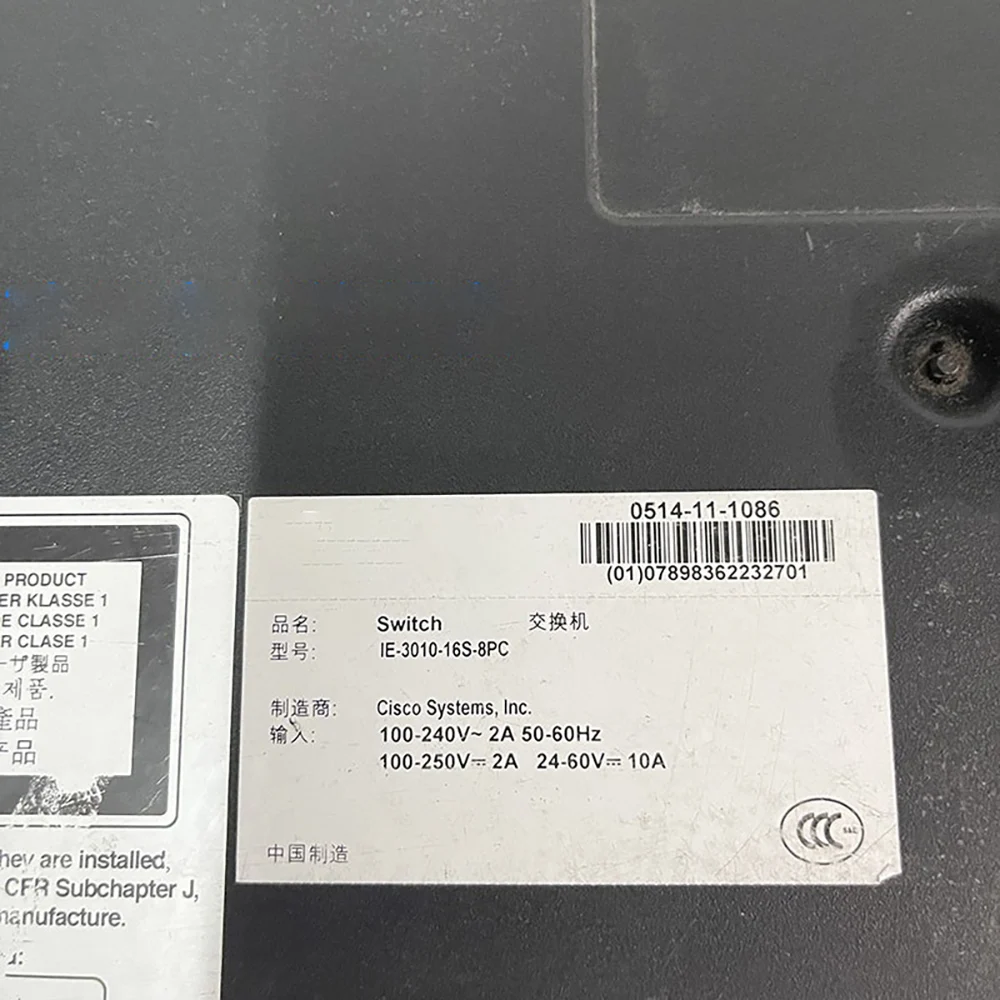 PRODUCT
ER KLASSE 1
DE CLASSE 1
R CLASE 1
ーザ製品
제품.
產品
产品
hey are installed,
CFR Subchapter J,
manufacture.
0514-11-1086
(01)07898362232701
品名: Switch 交换机
型号: IE-3010-16S-8PC
制造商: Cisco Systems, Inc.
输入: 100-240V~ 2A 50-60Hz
100-250V⎓ 2A 24-60V⎓ 10A
中国制造
CCC S&E